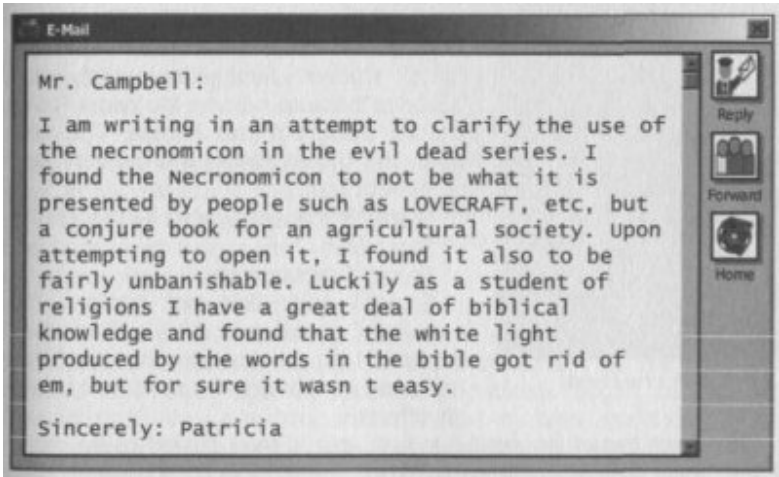 E-Mail
Mr. Campbell:
I am writing in an attempt to clarify the use of
the necronomicon in the evil dead series. I
found the Necronomicon to not be what it is
presented by people such as LOVECRAFT, etc, but
a conjure book for an agricultural society. Upon
attempting to open it, I found it also to be
fairly unbanishable. Luckily as a student of
religions I have a great deal of biblical
knowledge and found that the white light
produced by the words in the bible got rid of
em, but for sure it wasn t easy.
Sincerely: Patricia
Reply
Forward
Home